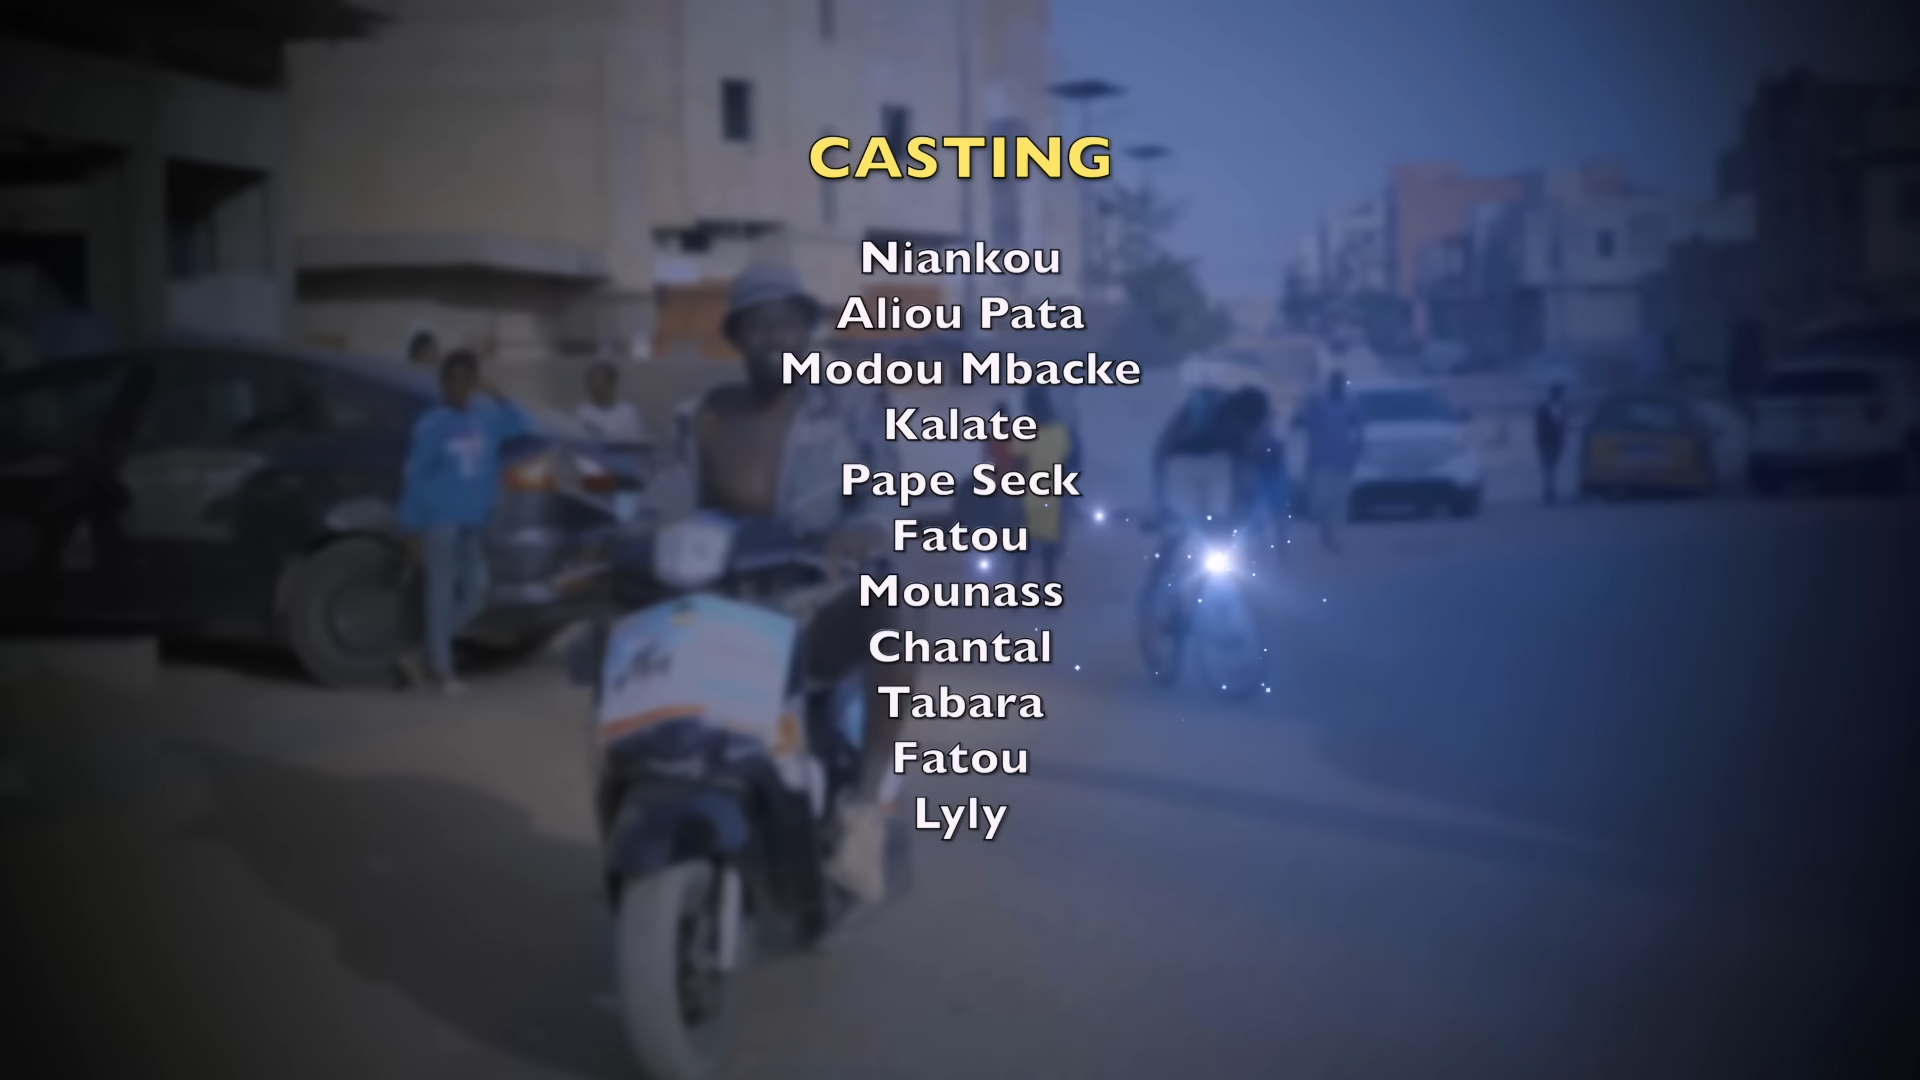 CASTING
Niankou
Aliou Pata
Modou Mbacke
Kalate
Pape Seck
Fatou
Mounass
Chantal
Tabara
Fatou
Lyly